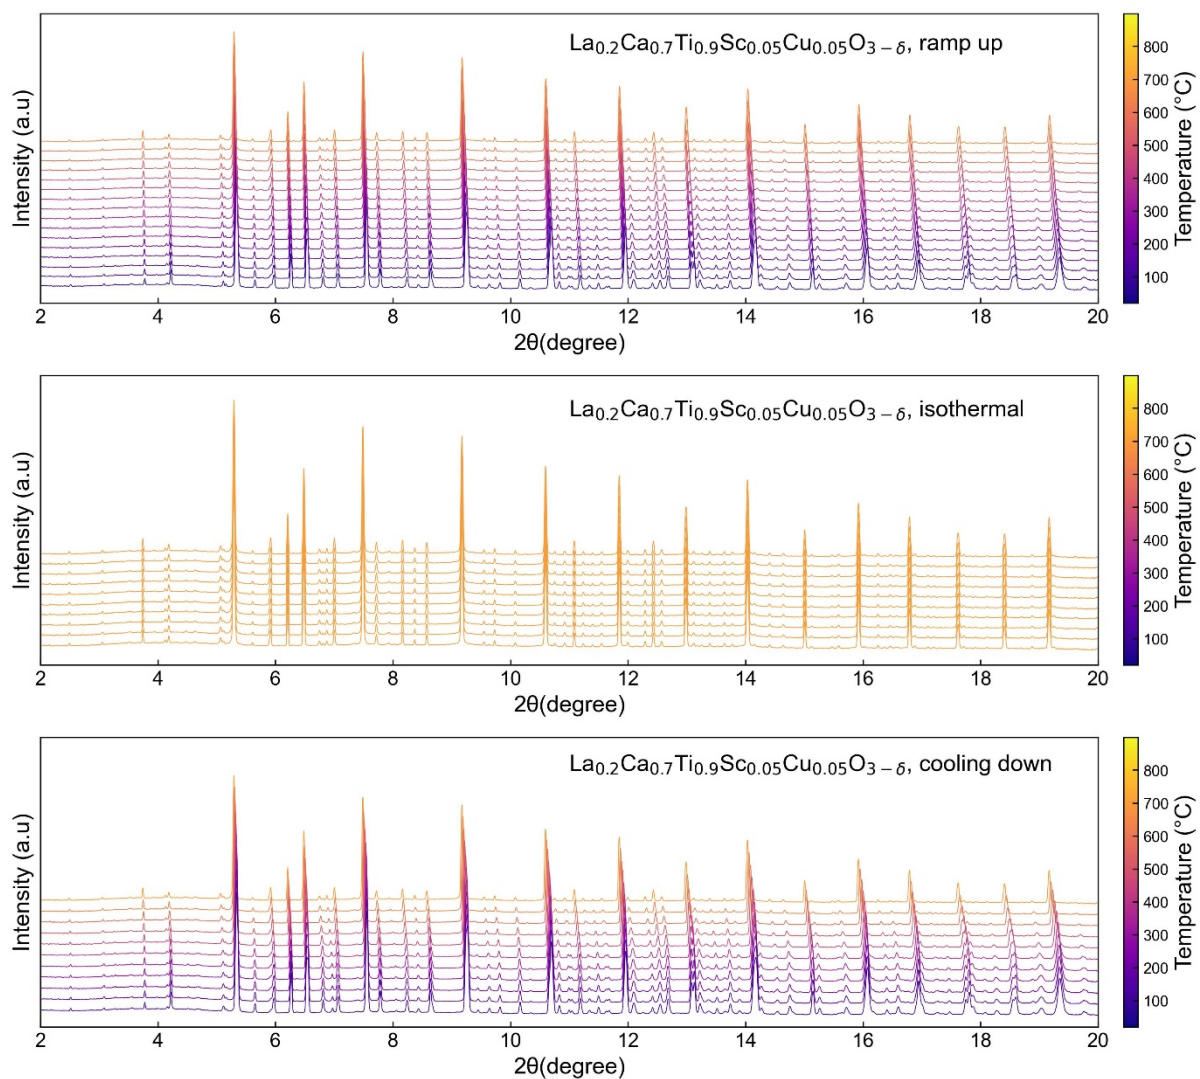 La0.2Ca0.7Ti0.9Sc0.05Cu0.05O3−δ, ramp up
Intensity (a.u)
2 4 6 8 10 12 14 16 18 20
2θ(degree)
800
700
600
500
400
300
200
100
Temperature (°C)
La0.2Ca0.7Ti0.9Sc0.05Cu0.05O3−δ, isothermal
Intensity (a.u)
2 4 6 8 10 12 14 16 18 20
2θ(degree)
800
700
600
500
400
300
200
100
Temperature (°C)
La0.2Ca0.7Ti0.9Sc0.05Cu0.05O3−δ, cooling down
Intensity (a.u)
2 4 6 8 10 12 14 16 18 20
2θ(degree)
800
700
600
500
400
300
200
100
Temperature (°C)